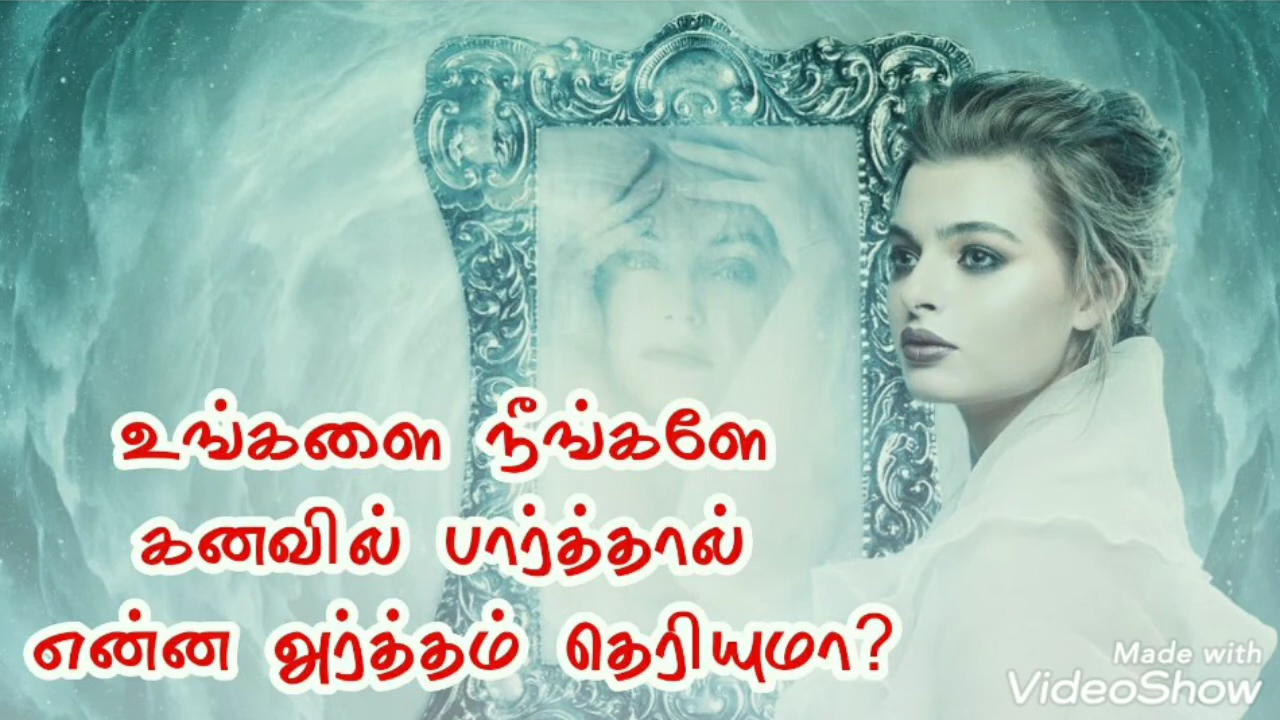 உங்களை நீங்களே
கனவில் பார்த்தால்
என்ன அர்த்தம் தெரியுமா?
Made with
VideoShow